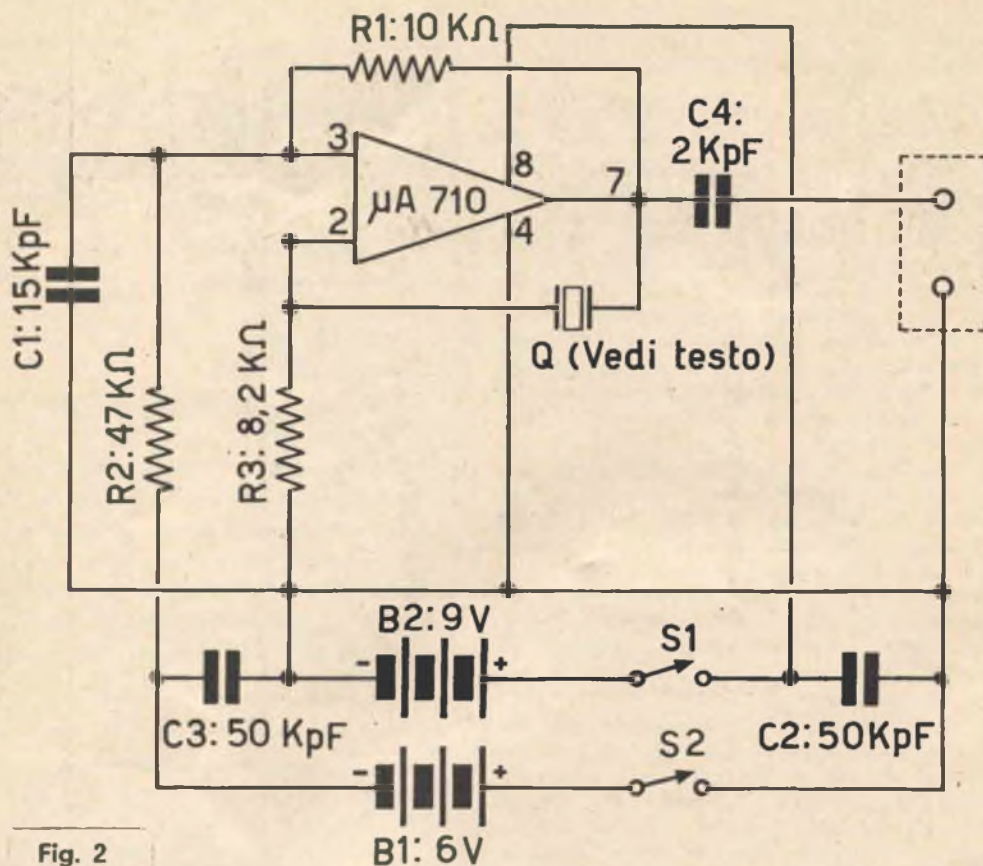 R1: 10 KΩ
C4:
2 KpF
3
8
7
μA 710
2
4
C1: 15 KpF
Q (Vedi testo)
R2: 47 KΩ
R3: 8,2 KΩ
B2: 9 V
S1
- +
C3: 50 KpF
C2: 50 KpF
S2
- +
B1: 6 V
Fig. 2